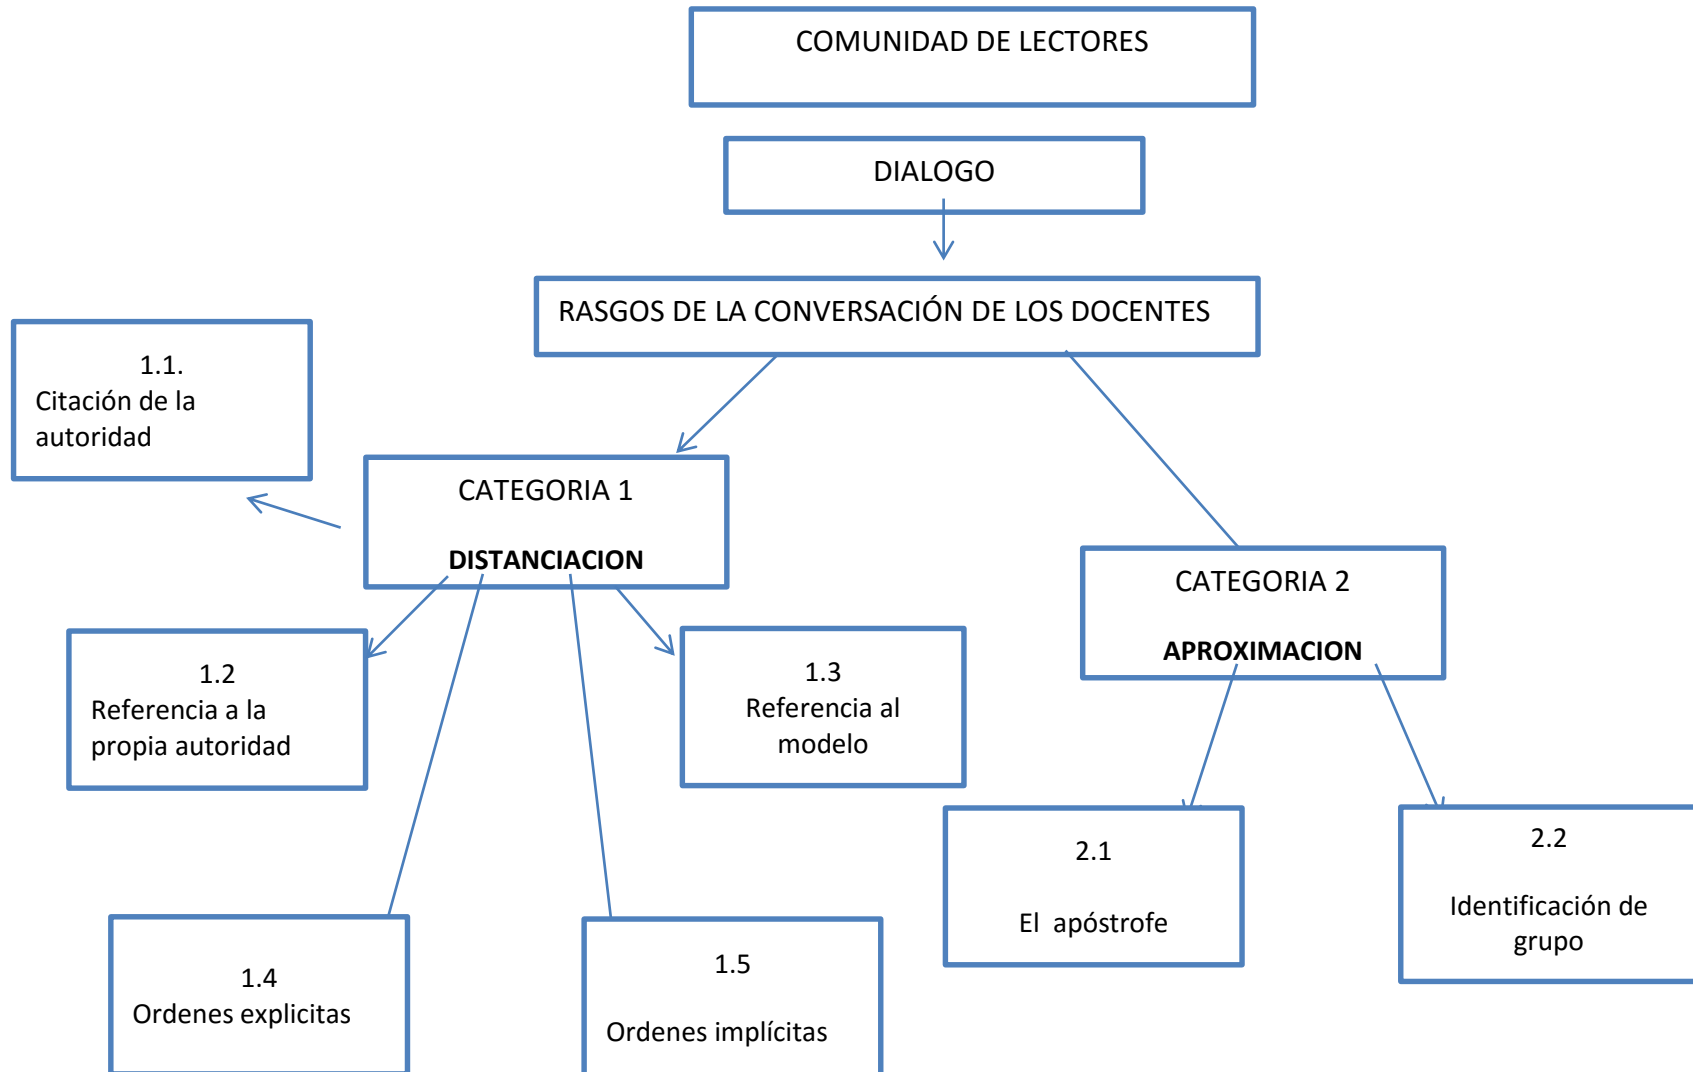 COMUNIDAD DE LECTORES
DIALOGO
RASGOS DE LA CONVERSACIÓN DE LOS DOCENTES
1.1.
Citación de la
autoridad
CATEGORIA 1
DISTANCIACION
CATEGORIA 2
APROXIMACION
1.2
Referencia a la
propia autoridad
1.3
Referencia al
modelo
2.1
El  apóstrofe
2.2
Identificación de
grupo
1.4
Ordenes explicitas
1.5
Ordenes implícitas